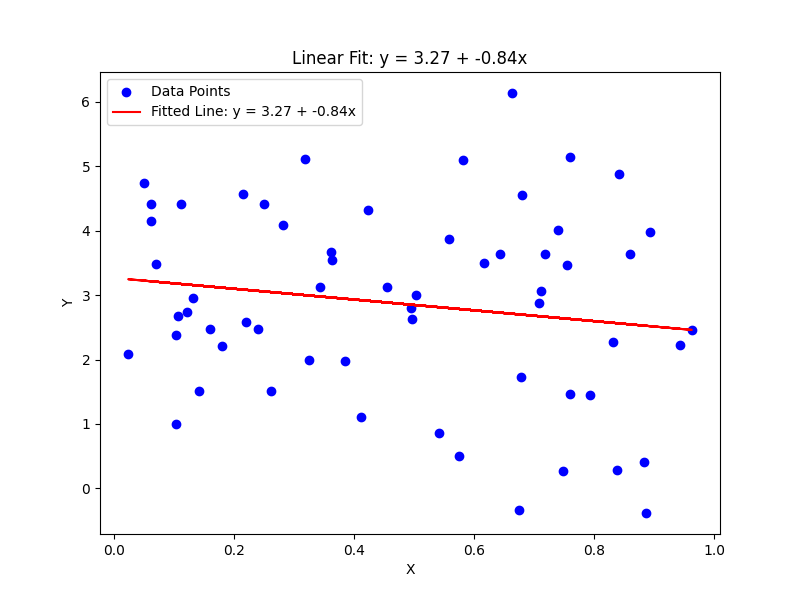 Linear Fit: y = 3.27 + -0.84x
Data Points
Fitted Line: y = 3.27 + -0.84x
6
5
4
3
2
1
0
Y
0.0 0.2 0.4 0.6 0.8 1.0
X